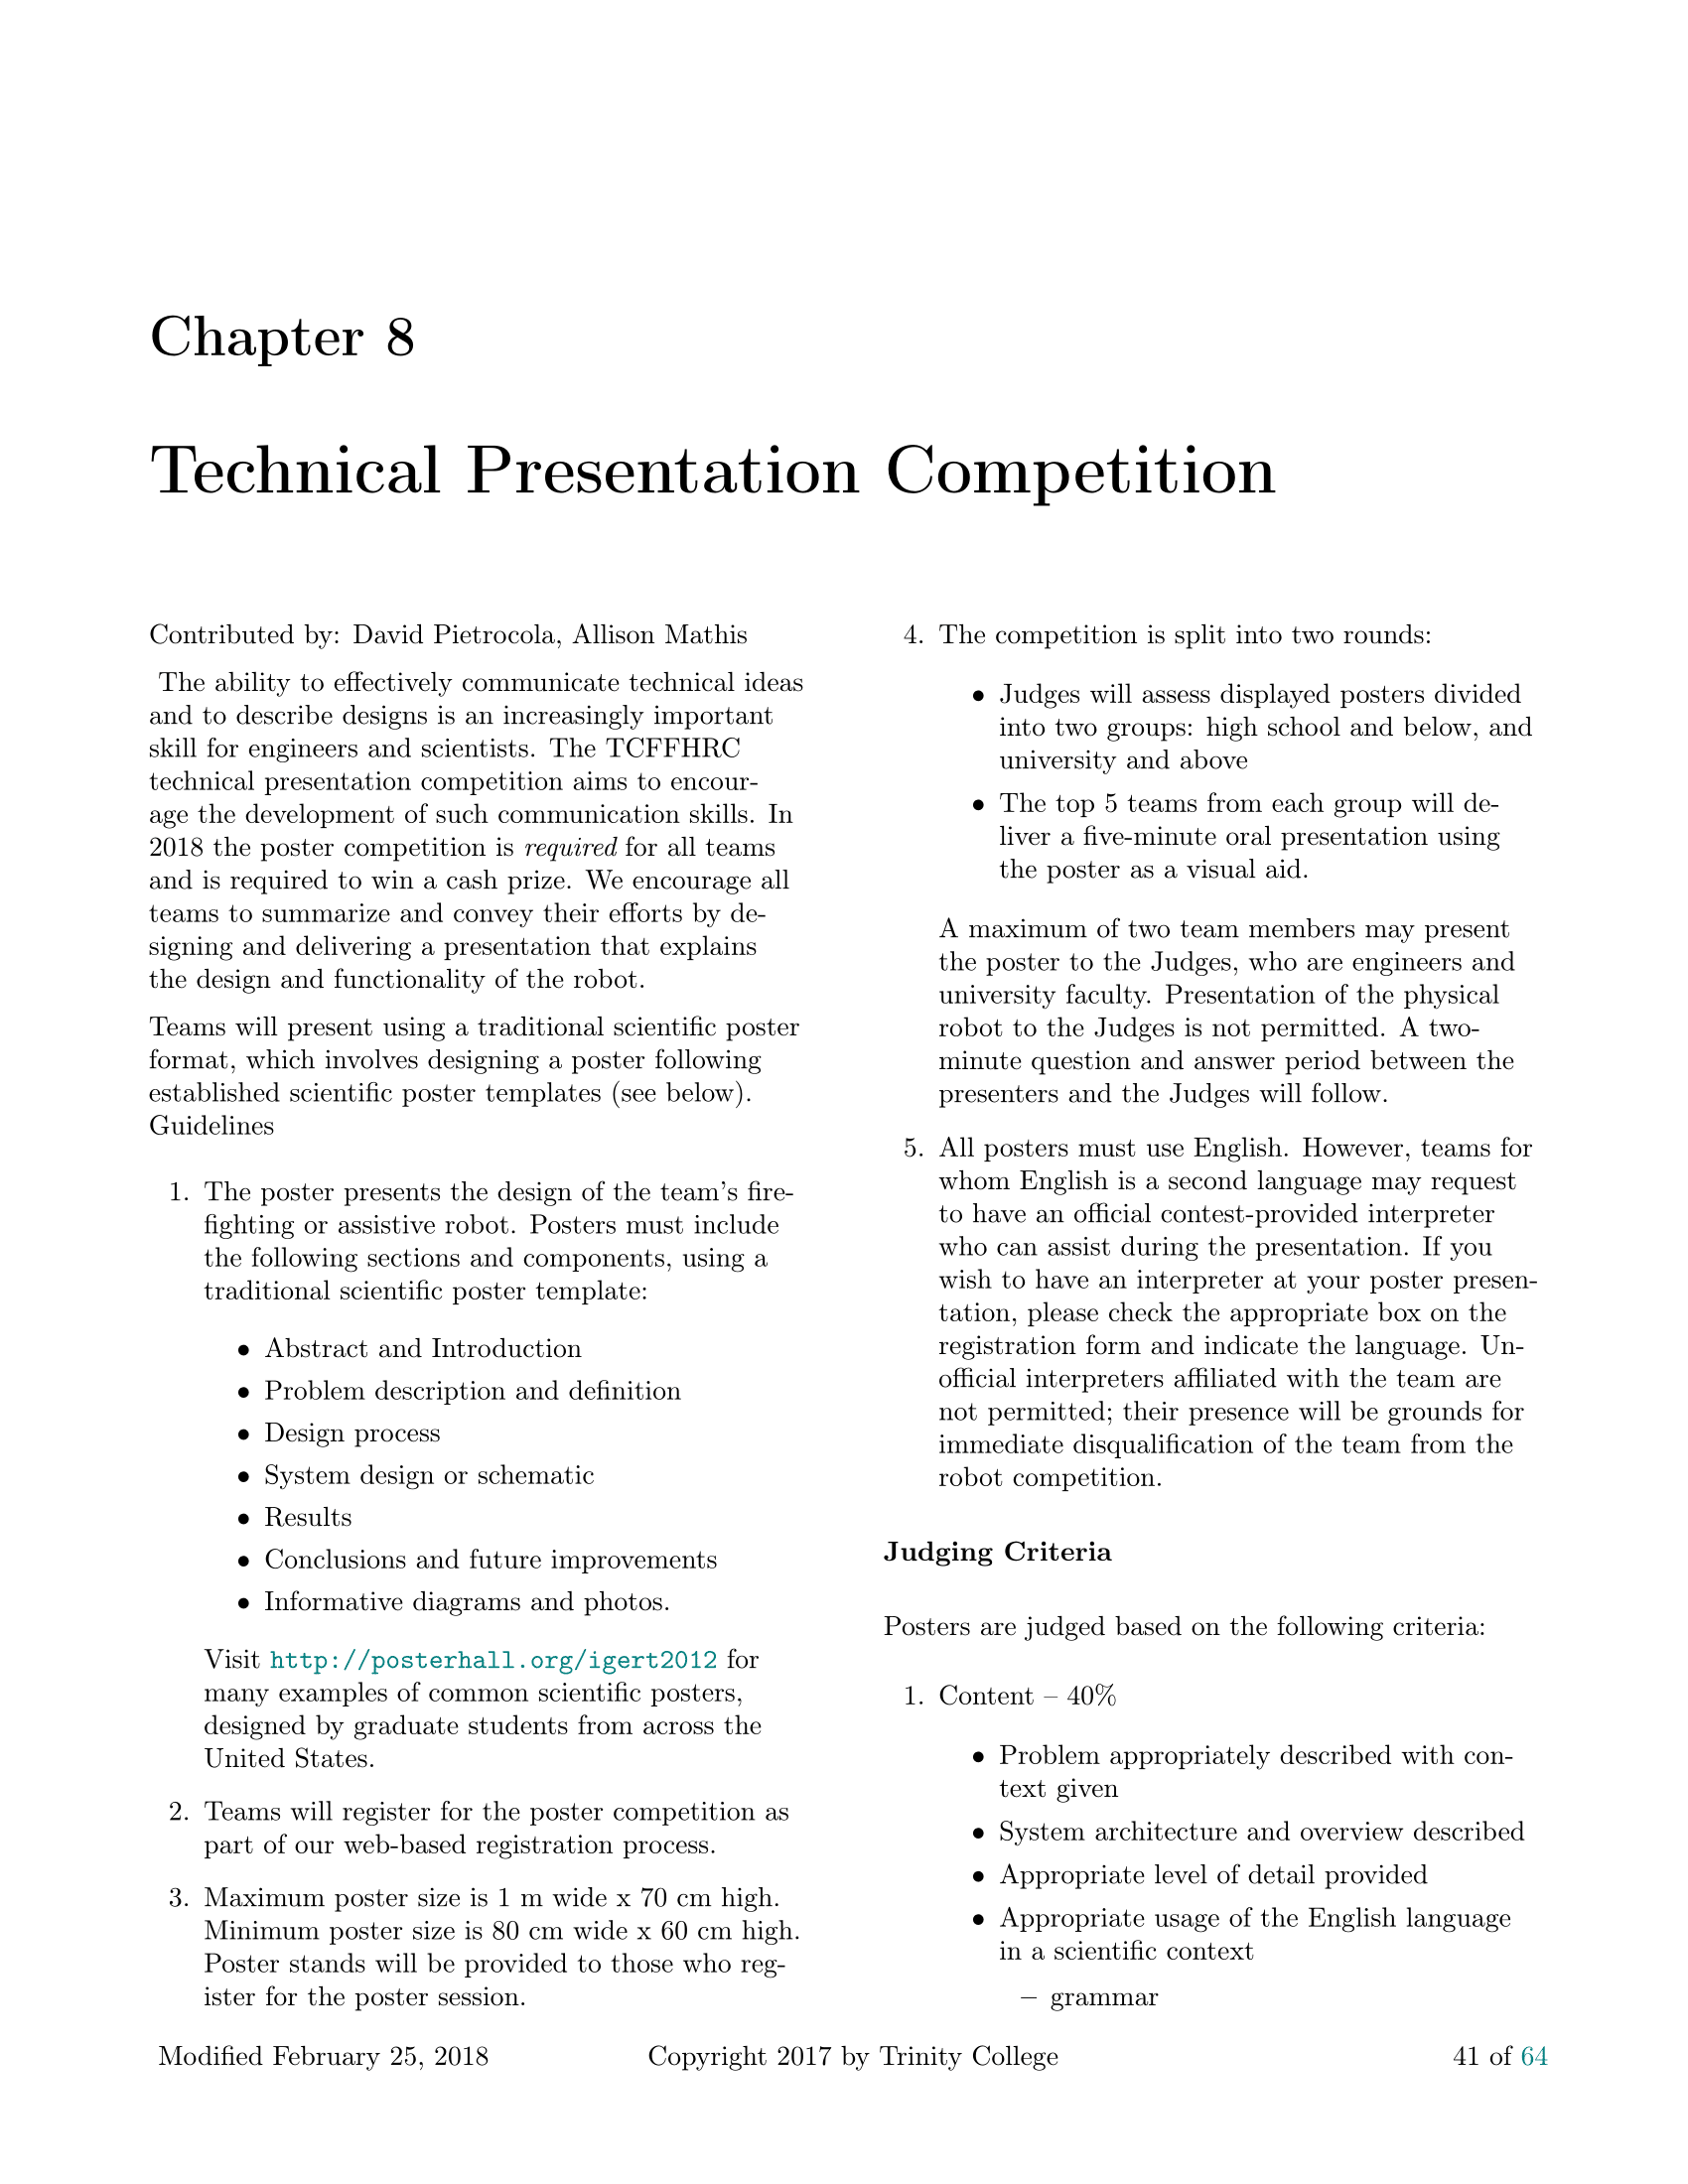 Chapter 8
Technical Presentation Competition
Contributed by: David Pietrocola, Allison Mathis
The ability to effectively communicate technical ideas
and to describe designs is an increasingly important
skill for engineers and scientists. The TCFFHRC
technical presentation competition aims to encour-
age the development of such communication skills. In
2018 the poster competition is required for all teams
and is required to win a cash prize. We encourage all
teams to summarize and convey their efforts by de-
signing and delivering a presentation that explains
the design and functionality of the robot.
Teams will present using a traditional scientific poster
format, which involves designing a poster following
established scientific poster templates (see below).
Guidelines
1. The poster presents the design of the team's fire-
fighting or assistive robot. Posters must include
the following sections and components, using a
traditional scientific poster template:
• Abstract and Introduction
• Problem description and definition
• Design process
• System design or schematic
• Results
• Conclusions and future improvements
• Informative diagrams and photos.
Visit http://posterhall.org/igert2012 for
many examples of common scientific posters,
designed by graduate students from across the
United States.
2. Teams will register for the poster competition as
part of our web-based registration process.
3. Maximum poster size is 1 m wide x 70 cm high.
Minimum poster size is 80 cm wide x 60 cm high.
Poster stands will be provided to those who reg-
ister for the poster session.
4. The competition is split into two rounds:
• Judges will assess displayed posters divided
into two groups: high school and below, and
university and above
• The top 5 teams from each group will de-
liver a five-minute oral presentation using
the poster as a visual aid.
A maximum of two team members may present
the poster to the Judges, who are engineers and
university faculty. Presentation of the physical
robot to the Judges is not permitted. A two-
minute question and answer period between the
presenters and the Judges will follow.
5. All posters must use English. However, teams for
whom English is a second language may request
to have an official contest-provided interpreter
who can assist during the presentation. If you
wish to have an interpreter at your poster presen-
tation, please check the appropriate box on the
registration form and indicate the language. Un-
official interpreters affiliated with the team are
not permitted; their presence will be grounds for
immediate disqualification of the team from the
robot competition.
Judging Criteria
Posters are judged based on the following criteria:
1. Content – 40%
• Problem appropriately described with con-
text given
• System architecture and overview described
• Appropriate level of detail provided
• Appropriate usage of the English language
in a scientific context
– grammar
Modified February 25, 2018 Copyright 2017 by Trinity College 41 of 64